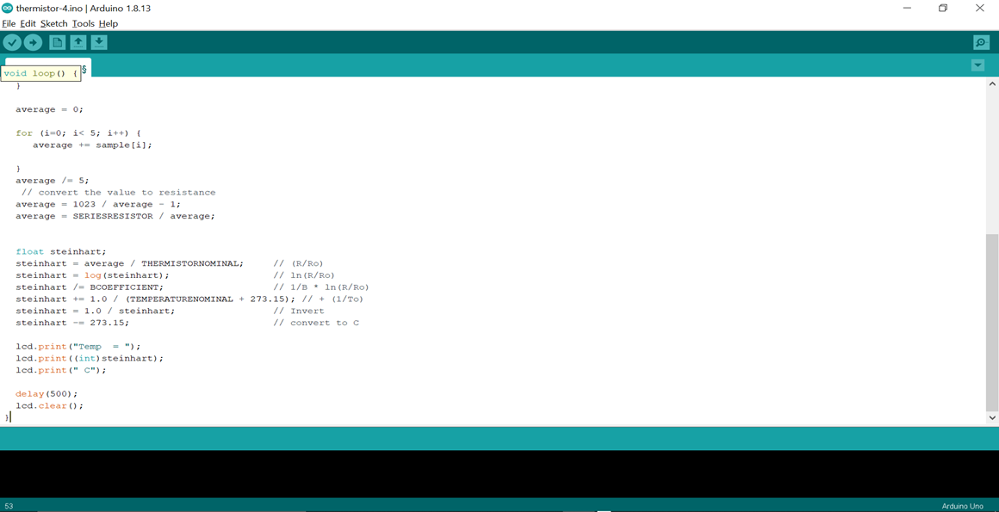 thermistor-4.ino | Arduino 1.8.13
File Edit Sketch Tools Help
void loop() {
§
}
average = 0;
for (i=0; i< 5; i++) {
average += sample[i];
}
average /= 5;
// convert the value to resistance
average = 1023 / average - 1;
average = SERIESRESISTOR / average;
float steinhart;
steinhart = average / THERMISTORNOMINAL; // (R/Ro)
steinhart = log(steinhart); // ln(R/Ro)
steinhart /= BCOEFFICIENT; // 1/B * ln(R/Ro)
steinhart += 1.0 / (TEMPERATURENOMINAL + 273.15); // + (1/To)
steinhart = 1.0 / steinhart; // Invert
steinhart -= 273.15; // convert to C
lcd.print("Temp  = ");
lcd.print((int)steinhart);
lcd.print(" C");
delay(500);
lcd.clear();
}
53
Arduino Uno